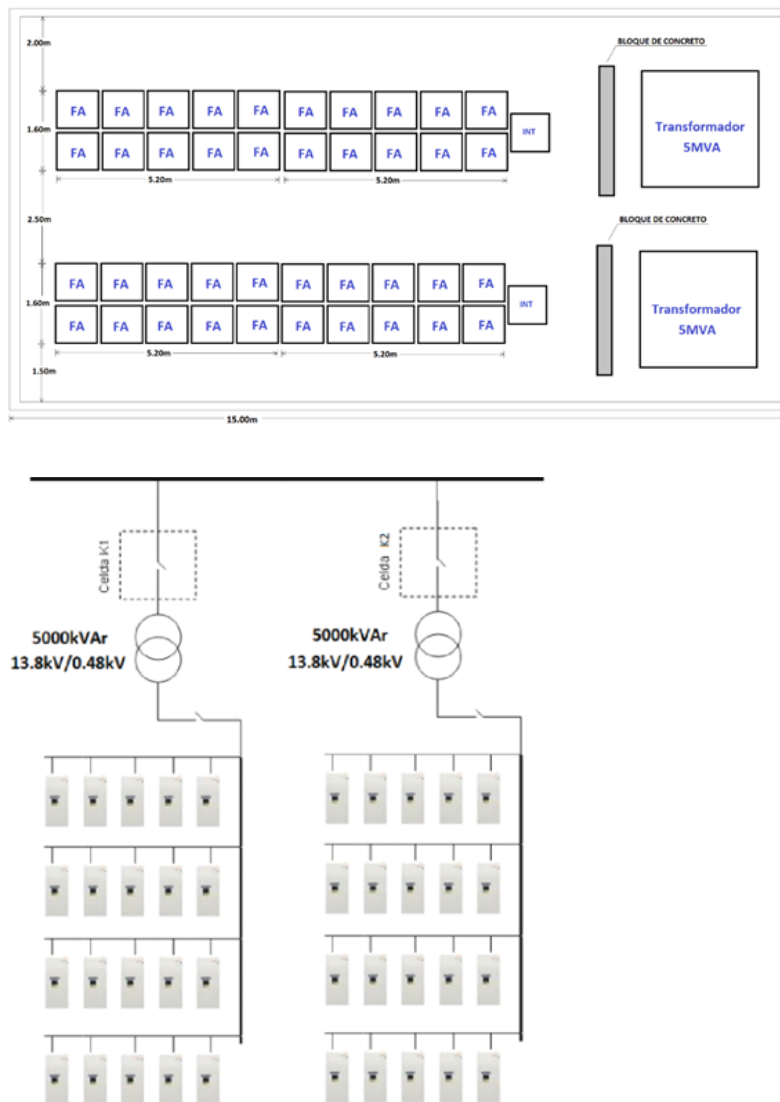 2.00m
BLOQUE DE CONCRETO
FA FA FA FA FA FA FA FA FA FA
INT
1.60m
Transformador
5MVA
FA FA FA FA FA FA FA FA FA FA
5.20m 5.20m
BLOQUE DE CONCRETO
2.50m
FA FA FA FA FA FA FA FA FA FA
INT
1.60m
Transformador
5MVA
FA FA FA FA FA FA FA FA FA FA
5.20m 5.20m
1.50m
15.00m
Celda K1
Celda K2
5000kVAr
13.8kV/0.48kV
5000kVAr
13.8kV/0.48kV